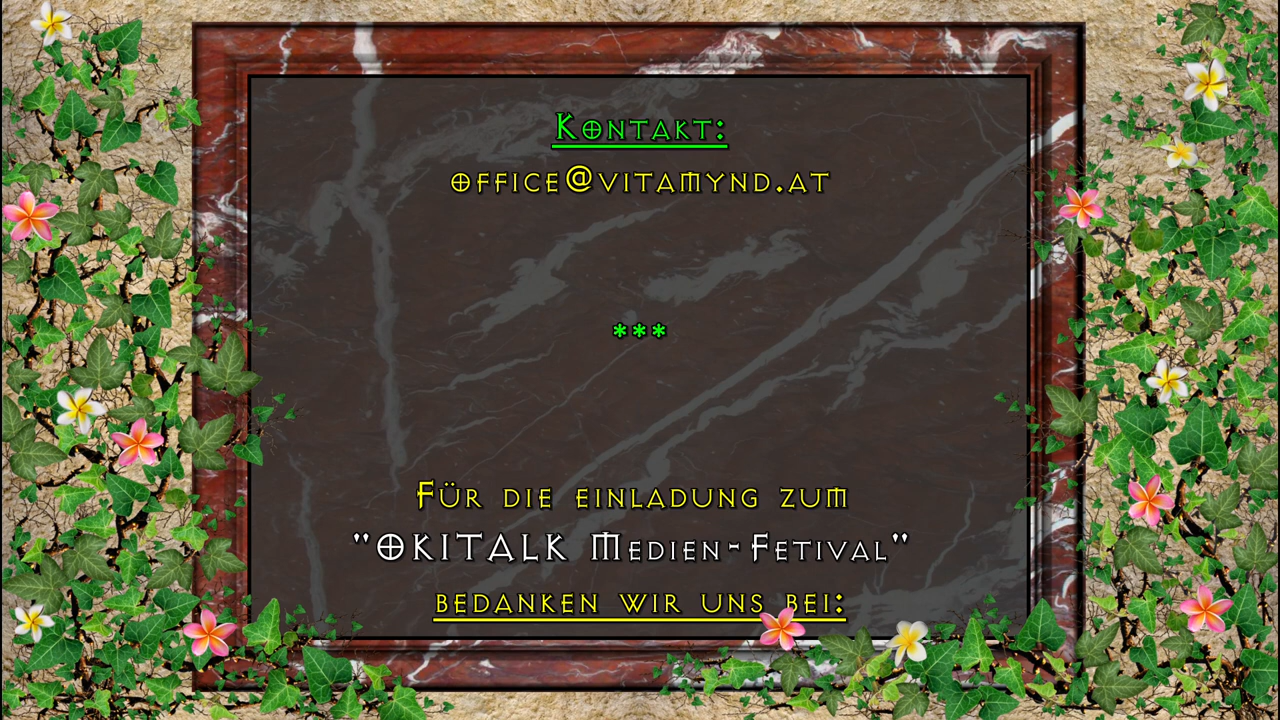 Kontakt:
office@vitamynd.at
***
Für die einladung zum
"OKITALK Medien-Fetival"
bedanken wir uns bei: